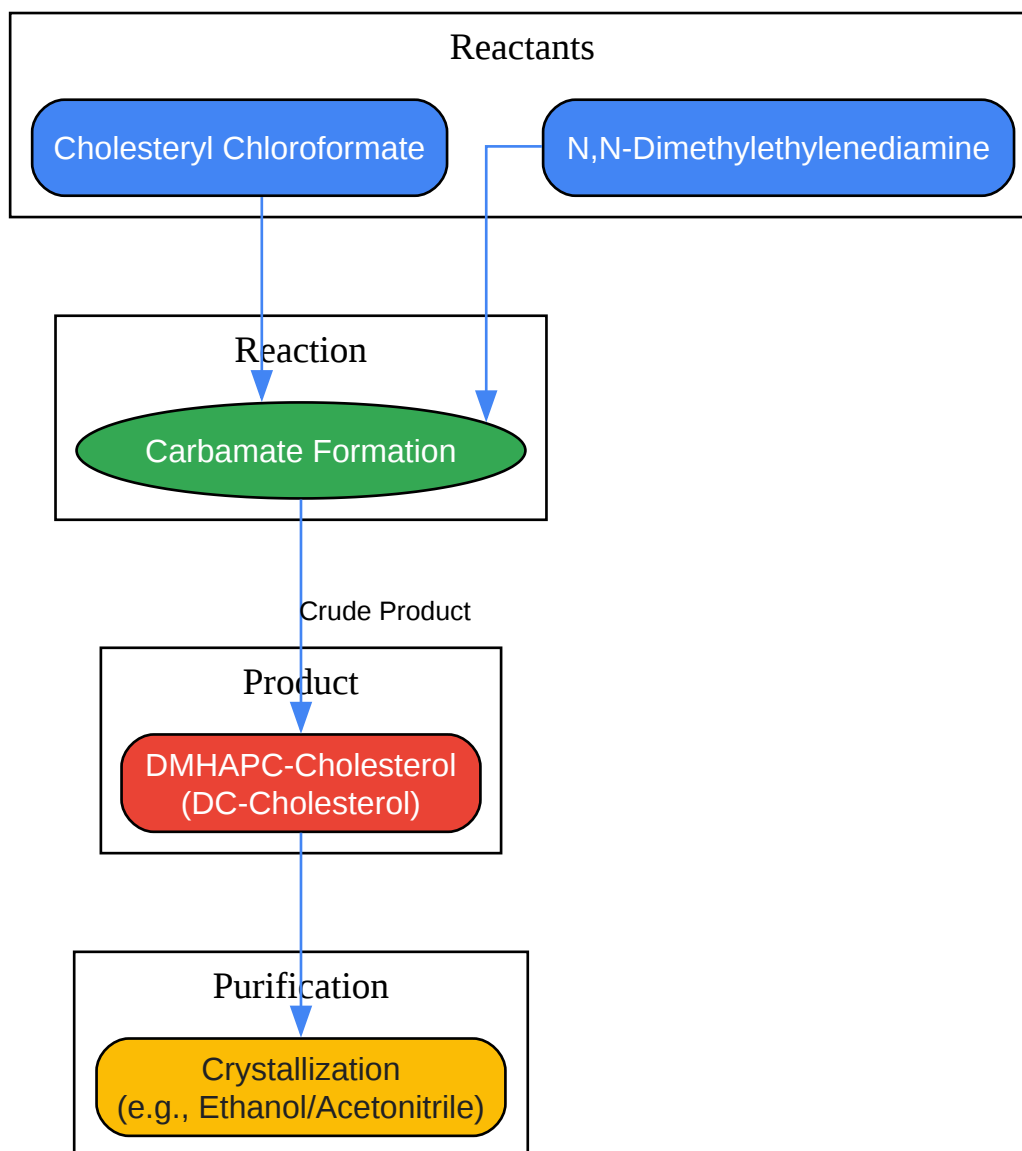 Reactants
Cholesteryl Chloroformate
N,N-Dimethylethylenediamine
Reaction
Carbamate Formation
Crude Product
Product
DMHAPC-Cholesterol
(DC-Cholesterol)
Purification
Crystallization
(e.g., Ethanol/Acetonitrile)